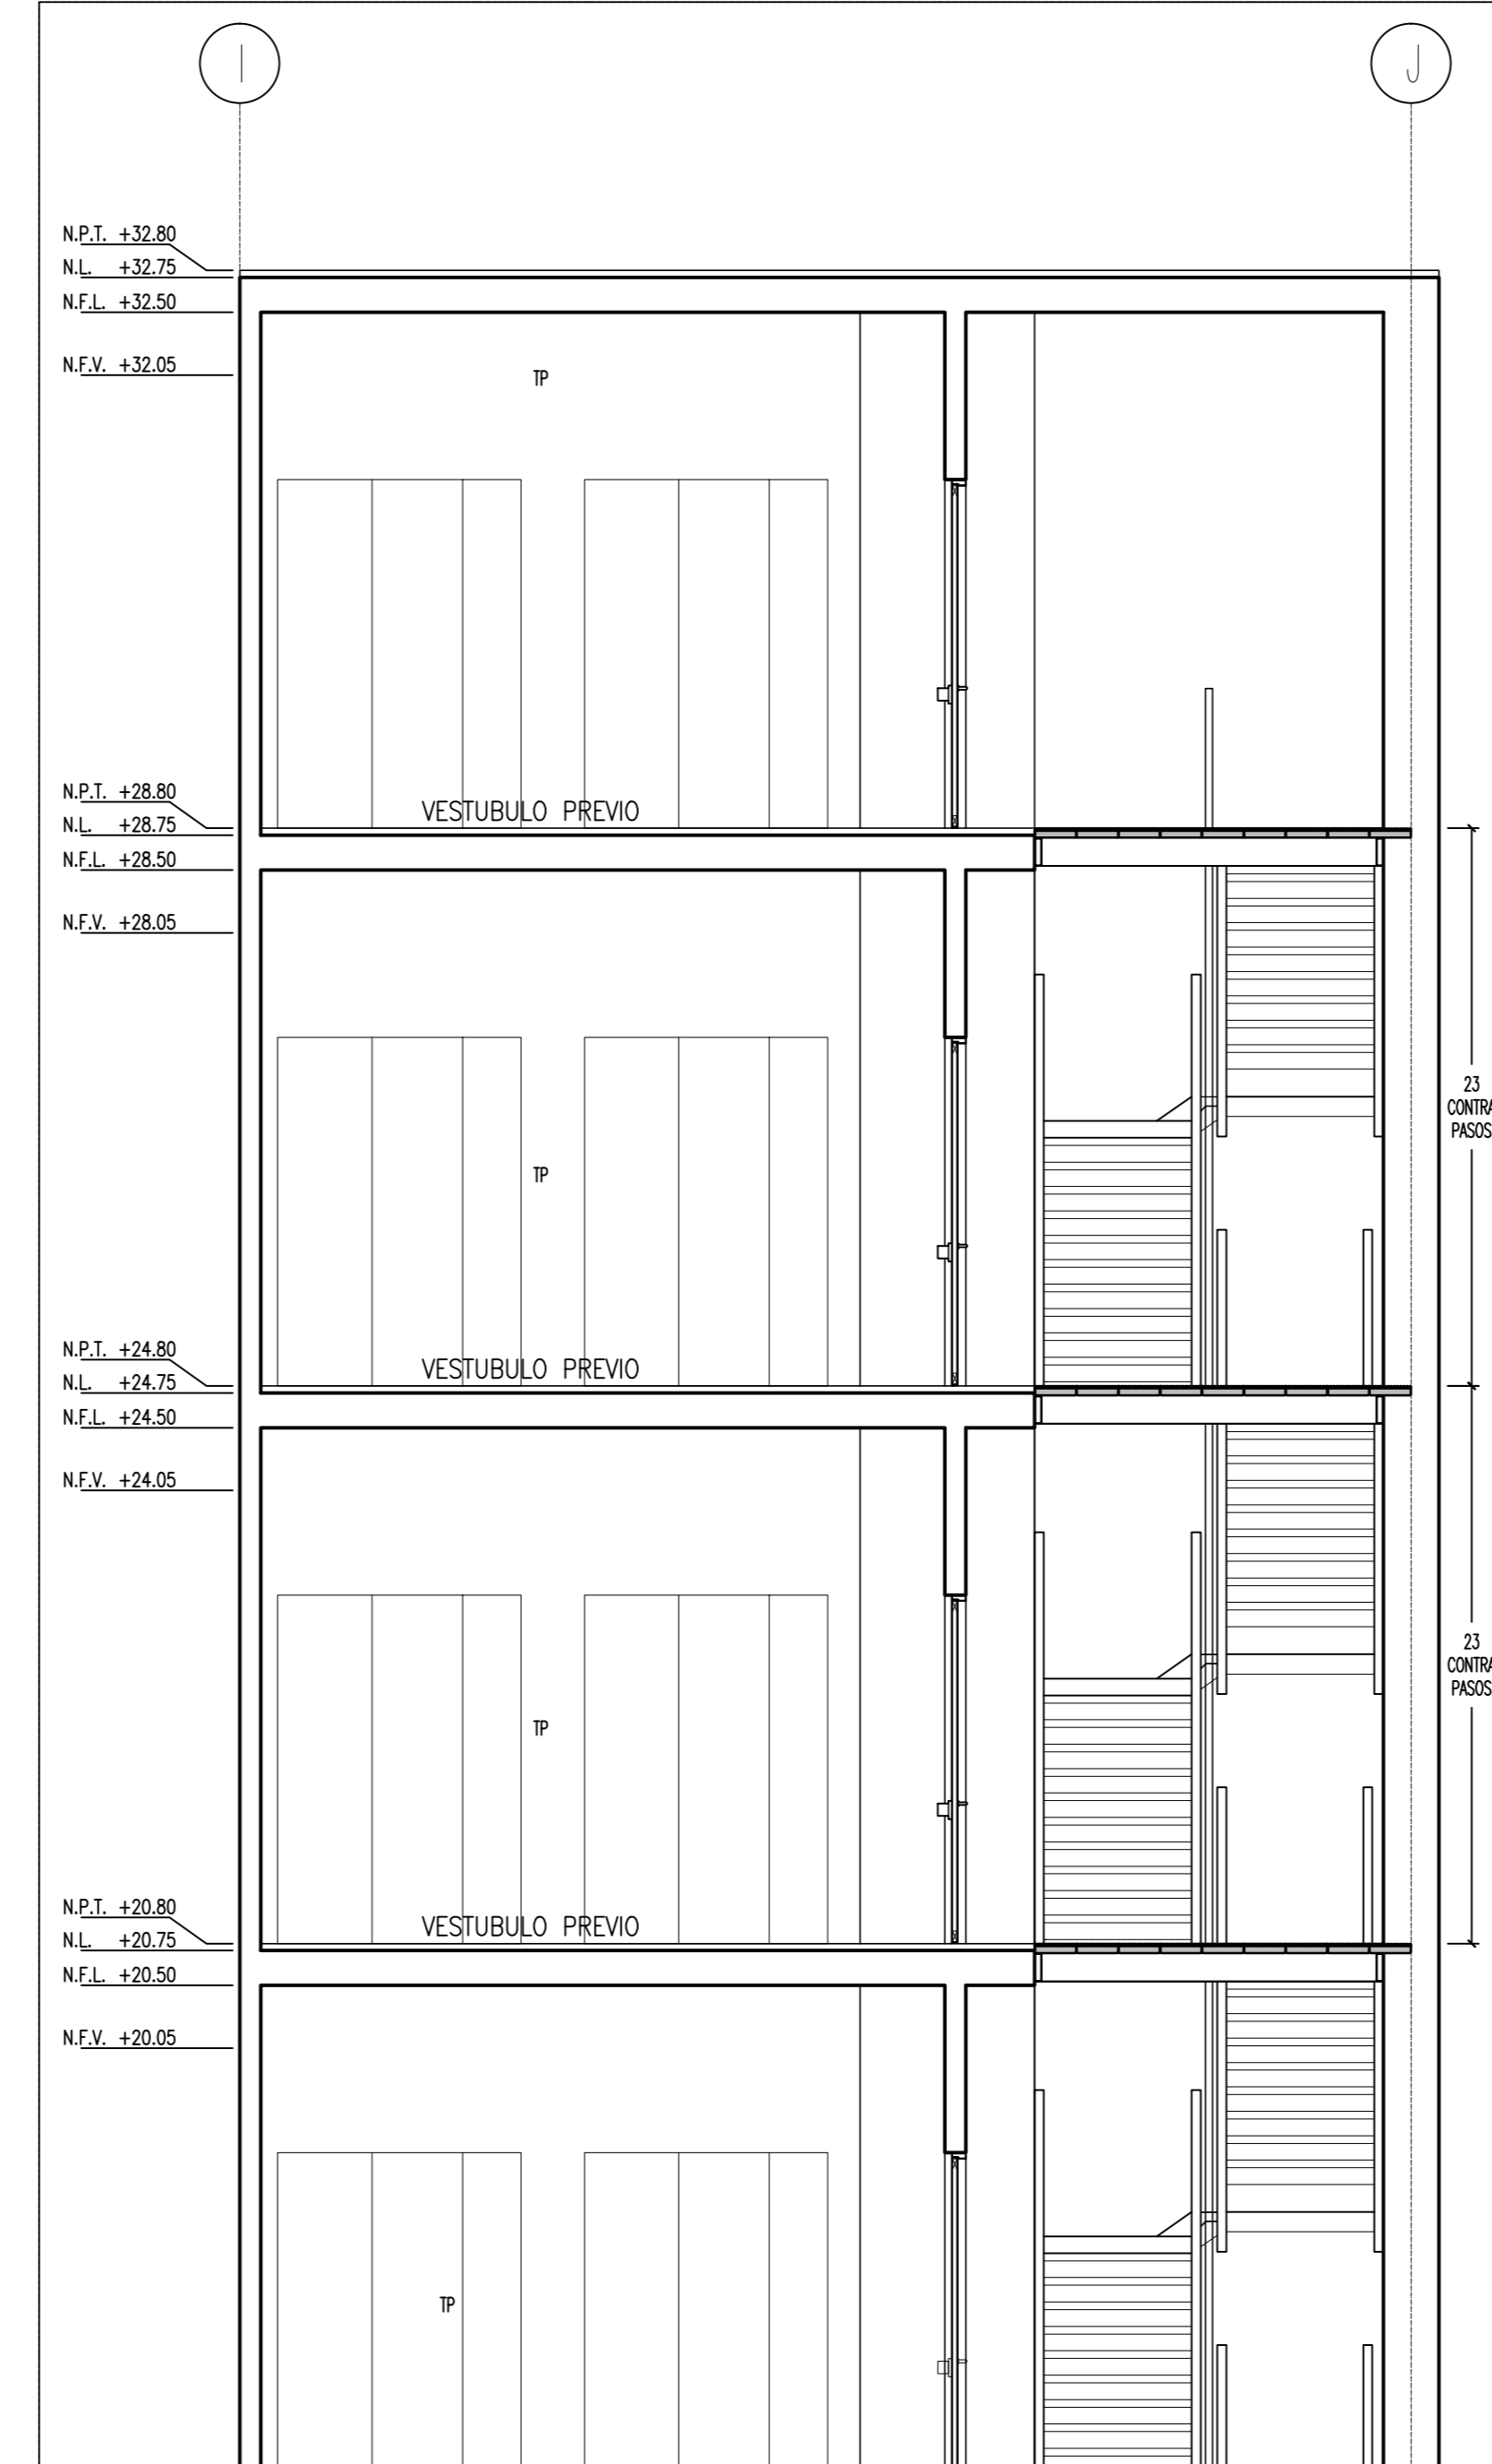 I
J
N.P.T. +32.80
N.L. +32.75
N.F.L. +32.50
N.F.V. +32.05
TP
VESTUBULO PREVIO
N.P.T. +28.80
N.L. +28.75
N.F.L. +28.50
N.F.V. +28.05
23
CONTRA
PASOS
TP
VESTUBULO PREVIO
N.P.T. +24.80
N.L. +24.75
N.F.L. +24.50
N.F.V. +24.05
23
CONTRA
PASOS
TP
VESTUBULO PREVIO
N.P.T. +20.80
N.L. +20.75
N.F.L. +20.50
N.F.V. +20.05
TP